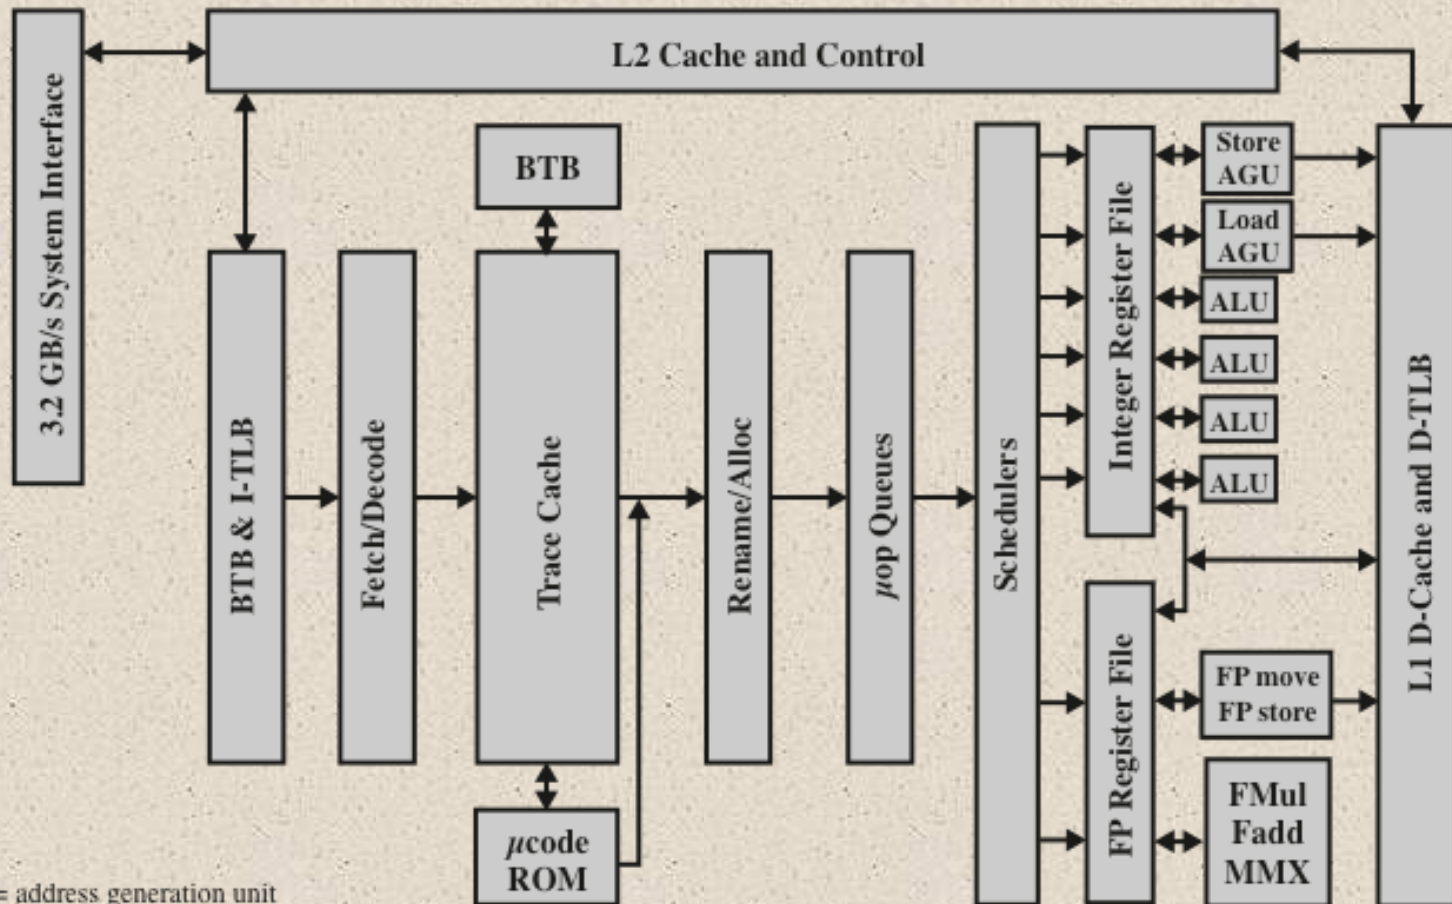 3.2 GB/s System Interface
L2 Cache and Control
BTB & I-TLB
Fetch/Decode
BTB
Trace Cache
µcode
ROM
Rename/Alloc
µop Queues
Schedulers
Integer Register File
FP Register File
Store
AGU
Load
AGU
ALU
ALU
ALU
ALU
FP move
FP store
FMul
Fadd
MMX
L1 D-Cache and D-TLB
= address generation unit